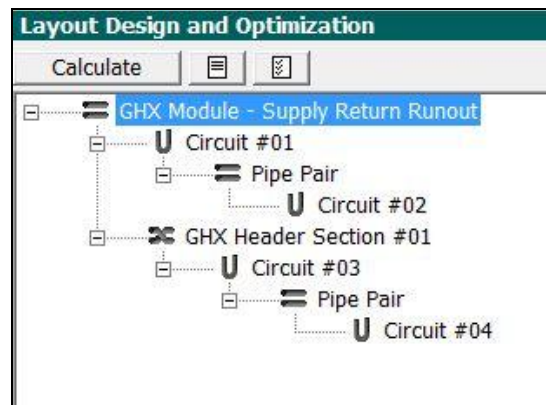 Layout Design and Optimization
Calculate
GHX Module - Supply Return Runout
Circuit #01
Pipe Pair
Circuit #02
GHX Header Section #01
Circuit #03
Pipe Pair
Circuit #04